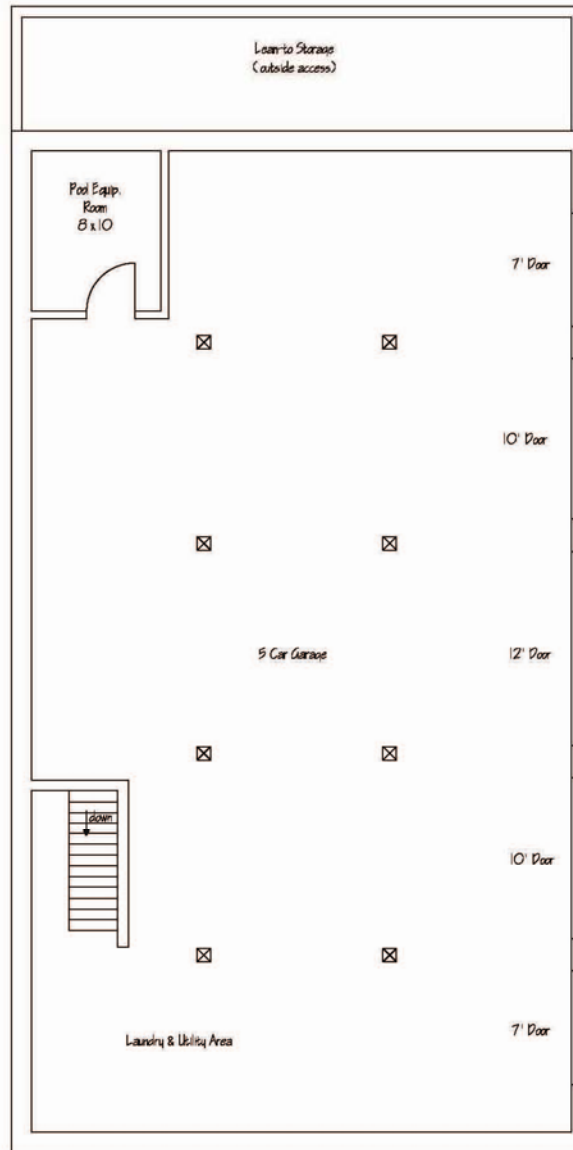 Lean-to Storage
(outside access)
Pool Equip.
Room
8 x 10
7' Door
10' Door
5 Car Garage
12' Door
down
10' Door
7' Door
Laundry & Utility Area